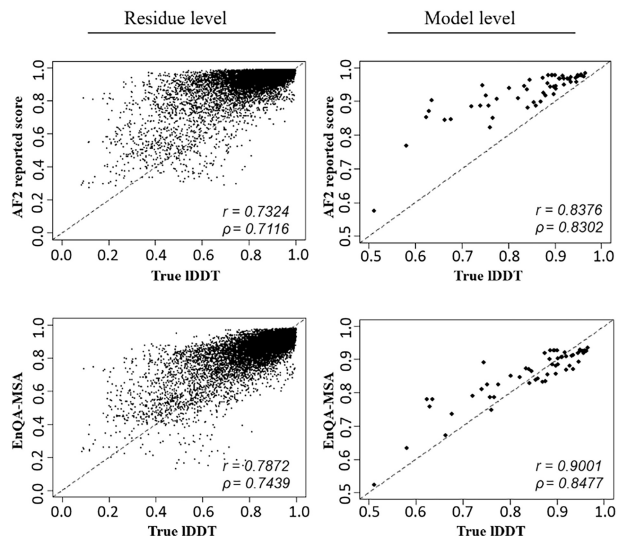 Residue level
Model level
AF2 reported score
0.0 0.2 0.4 0.6 0.8 1.0
r = 0.7324
ρ = 0.7116
0.0 0.2 0.4 0.6 0.8 1.0
True lDDT
AF2 reported score
0.5 0.6 0.7 0.8 0.9 1.0
r = 0.8376
ρ = 0.8302
0.5 0.6 0.7 0.8 0.9 1.0
True lDDT
EnQA-MSA
0.0 0.2 0.4 0.6 0.8 1.0
r = 0.7872
ρ = 0.7439
0.0 0.2 0.4 0.6 0.8 1.0
True lDDT
EnQA-MSA
0.5 0.6 0.7 0.8 0.9 1.0
r = 0.9001
ρ = 0.8477
0.5 0.6 0.7 0.8 0.9 1.0
True lDDT